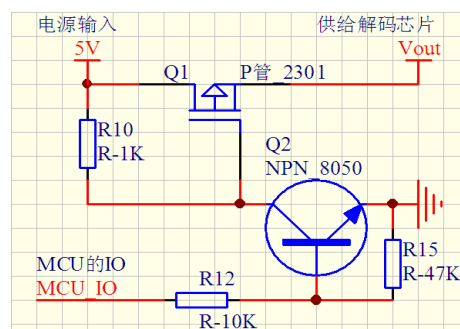 电源输入
供给解码芯片
5V
Vout
Q1
P管_2301
R10
R-1K
Q2
NPN_8050
R15
R-47K
MCU的IO
MCU_IO
R12
R-10K